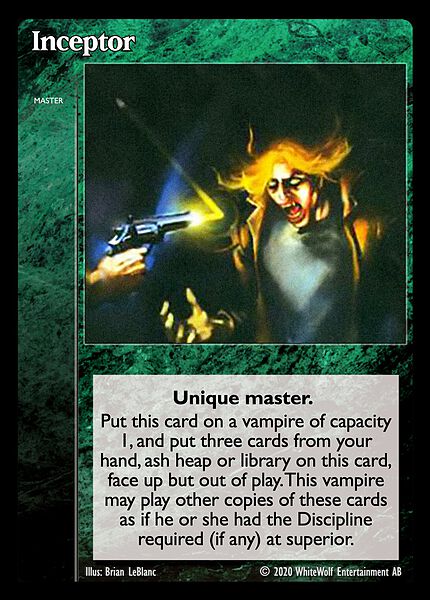 Inceptor
MASTER
Unique master.
Put this card on a vampire of capacity
1, and put three cards from your
hand, ash heap or library on this card,
face up but out of play. This vampire
may play other copies of these cards
as if he or she had the Discipline
required (if any) at superior.
Illus: Brian LeBlanc
© 2020 WhiteWolf Entertainment AB